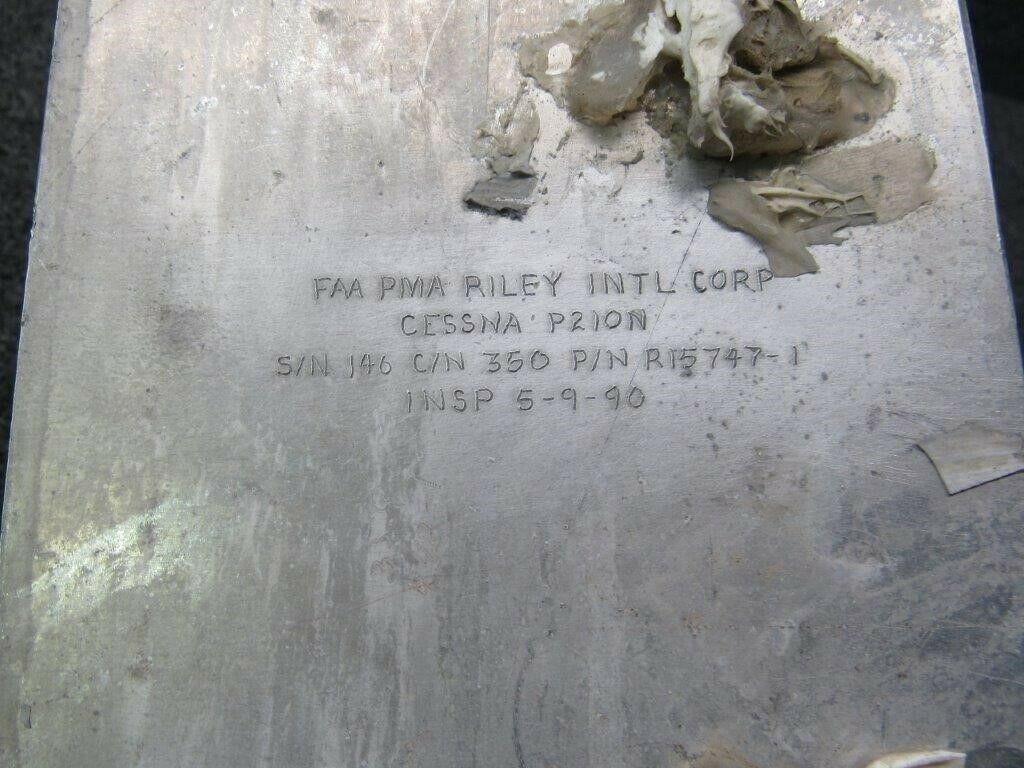 FAA PMA RILEY INTL CORP
CESSNA P210N
S/N 146 C/N 350 P/N R15747-1
INSP 5-9-90